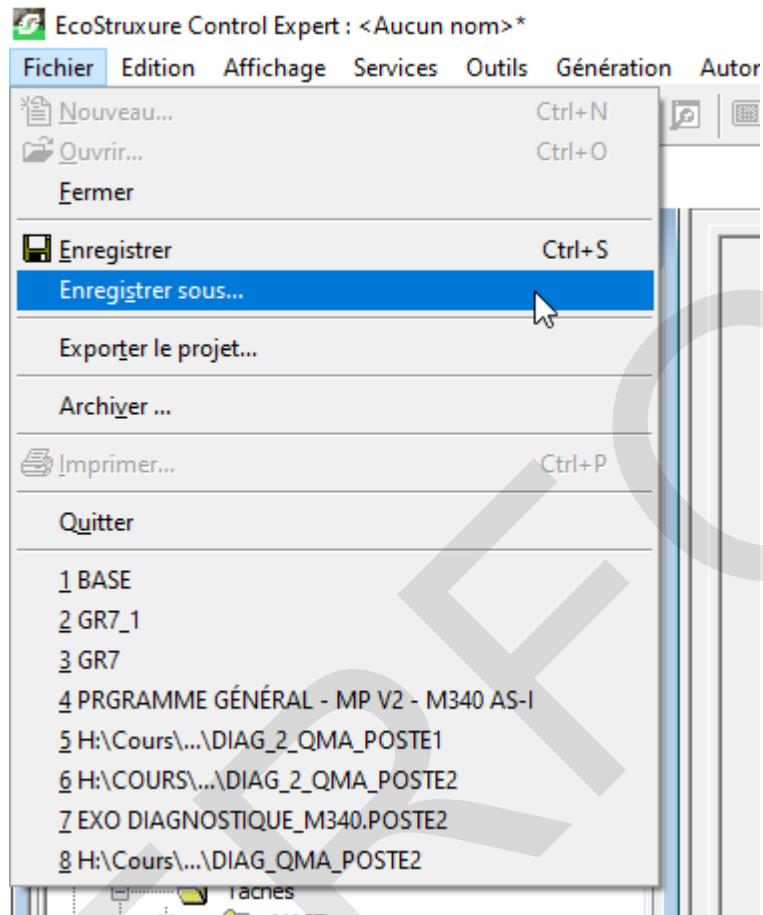 EcoStruxure Control Expert : <Aucun nom>*
Fichier Edition Affichage Services Outils Génération
Nouveau... Ctrl+N
Ouvrir... Ctrl+O
Fermer
Enregistrer Ctrl+S
Enregistrer sous...
Exporter le projet...
Archiver ...
Imprimer... Ctrl+P
Quitter
1 BASE
2 GR7_1
3 GR7
4 PRGRAMME GÉNÉRAL - MP V2 - M340 AS-I
5 H:\Cours\...\DIAG_2_QMA_POSTE1
6 H:\COURS\...\DIAG_2_QMA_POSTE2
7 EXO DIAGNOSTIQUE_M340.POSTE2
8 H:\Cours\...\DIAG_QMA_POSTE2
Tâches